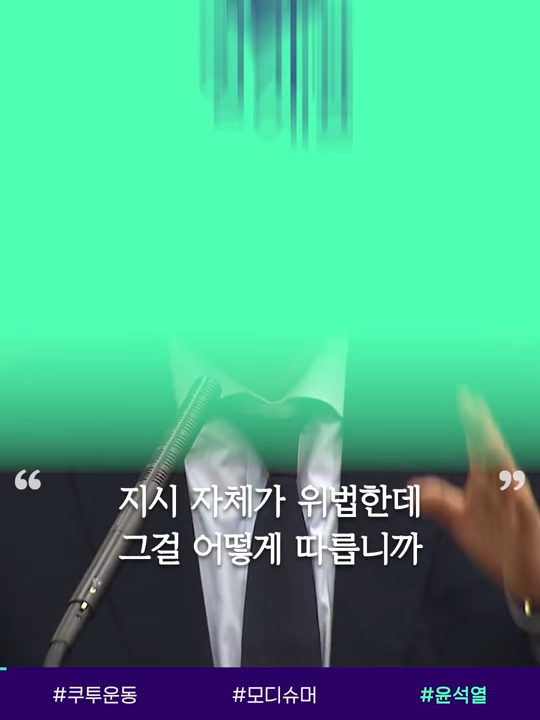 “ 지시 자체가 위법한데 ”
그걸 어떻게 따릅니까
#쿠투운동 #모디슈머 #윤석열